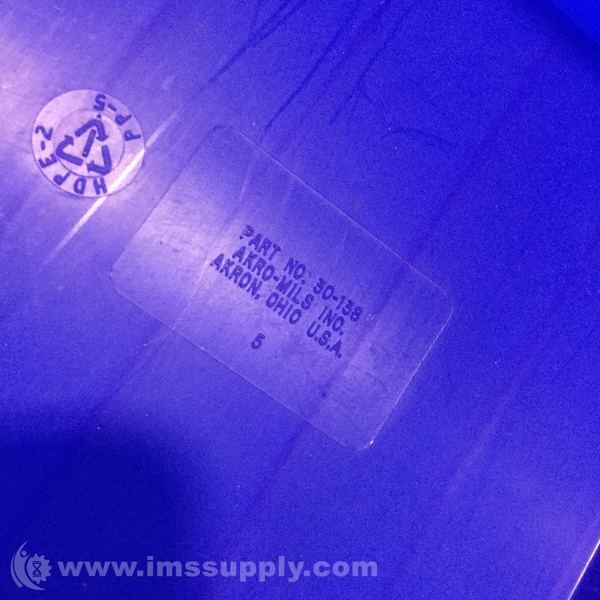 HDPE-2
PP-5
PART NO. 30-138
AKRO-MILS INC.
AKRON, OHIO U.S.A.
5
www.imssupply.com